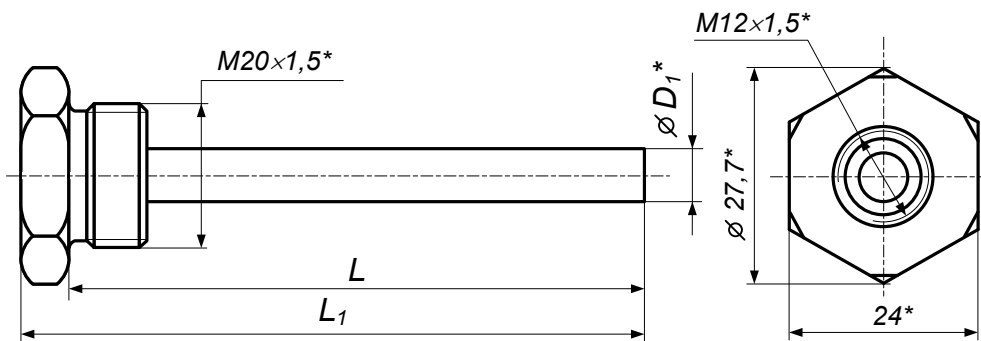 M20×1,5*
⌀ D₁*
L
L₁
M12×1,5*
⌀ 27,7*
24*